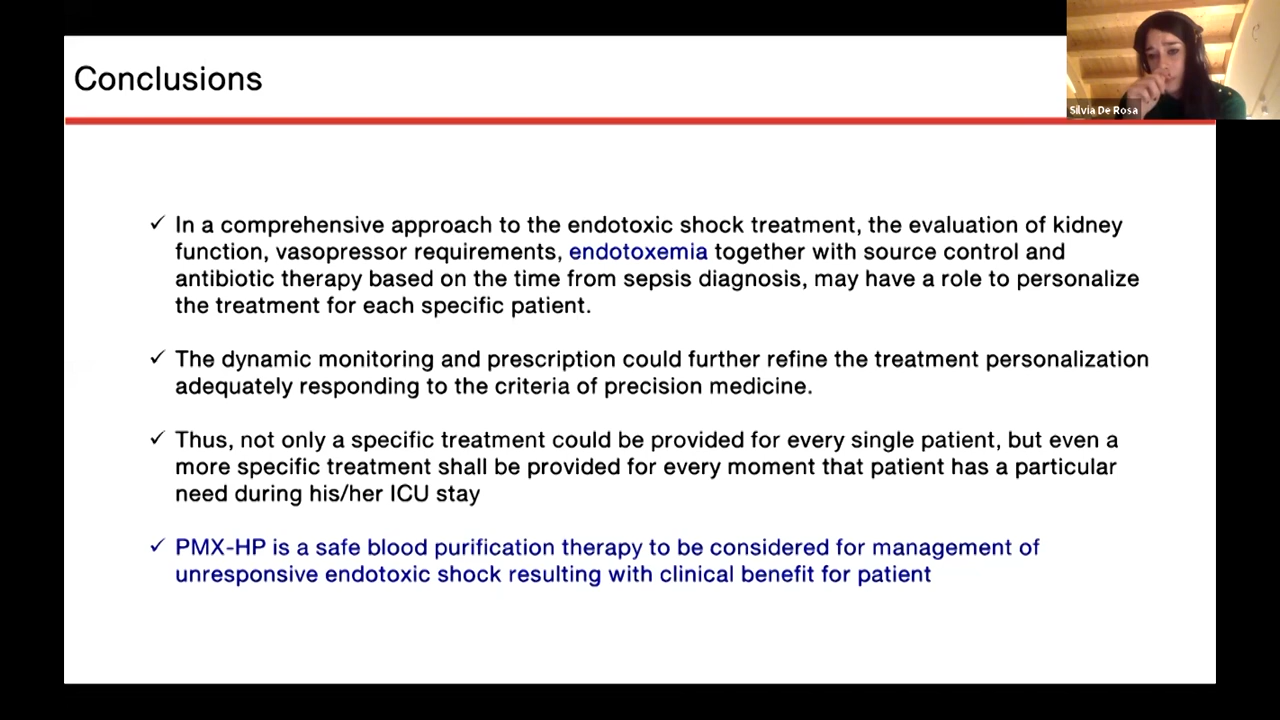 Conclusions
Silvia De Rosa
✓ In a comprehensive approach to the endotoxic shock treatment, the evaluation of kidney
function, vasopressor requirements, endotoxemia together with source control and
antibiotic therapy based on the time from sepsis diagnosis, may have a role to personalize
the treatment for each specific patient.
✓ The dynamic monitoring and prescription could further refine the treatment personalization
adequately responding to the criteria of precision medicine.
✓ Thus, not only a specific treatment could be provided for every single patient, but even a
more specific treatment shall be provided for every moment that patient has a particular
need during his/her ICU stay
✓ PMX-HP is a safe blood purification therapy to be considered for management of
unresponsive endotoxic shock resulting with clinical benefit for patient